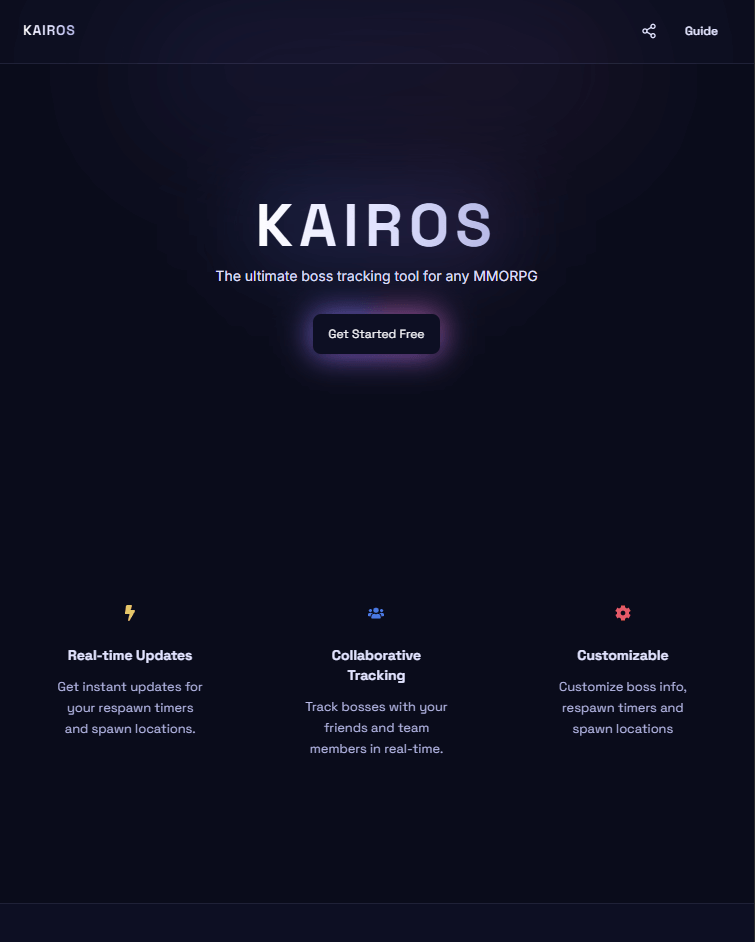 KAIROS
Guide
KAIROS
The ultimate boss tracking tool for any MMORPG
Get Started Free
Real-time Updates
Get instant updates for
your respawn timers
and spawn locations.
Collaborative
Tracking
Track bosses with your
friends and team
members in real-time.
Customizable
Customize boss info,
respawn timers and
spawn locations